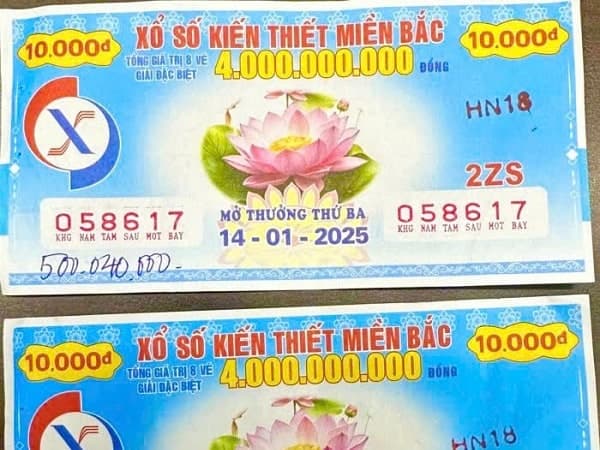 XỔ SỐ KIẾN THIẾT MIỀN BẮC
10.000đ
10.000đ
TỔNG GIÁ TRỊ 8 VÉ
GIẢI ĐẶC BIỆT
4.000.000.000 ĐỒNG
X
HN18
2ZS
058617
KHG NAM TAM SAU MOT BAY
MỞ THƯỞNG THỨ BA
14 - 01 - 2025
058617
KHG NAM TAM SAU MOT BAY
500.040.000.
XỔ SỐ KIẾN THIẾT MIỀN BẮC
10.000đ
10.000đ
TỔNG GIÁ TRỊ 8 VÉ
GIẢI ĐẶC BIỆT
4.000.000.000 ĐỒNG
X
HN18